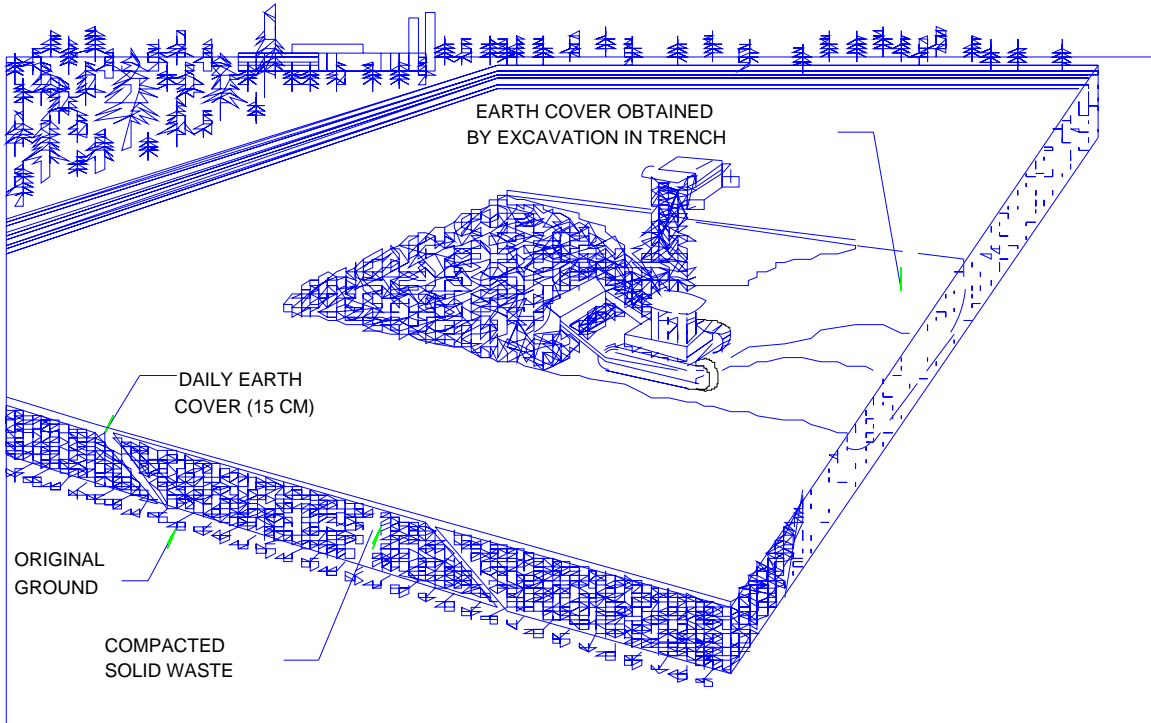 EARTH COVER OBTAINED
BY EXCAVATION IN TRENCH
DAILY EARTH
COVER (15 CM)
ORIGINAL
GROUND
COMPACTED
SOLID WASTE